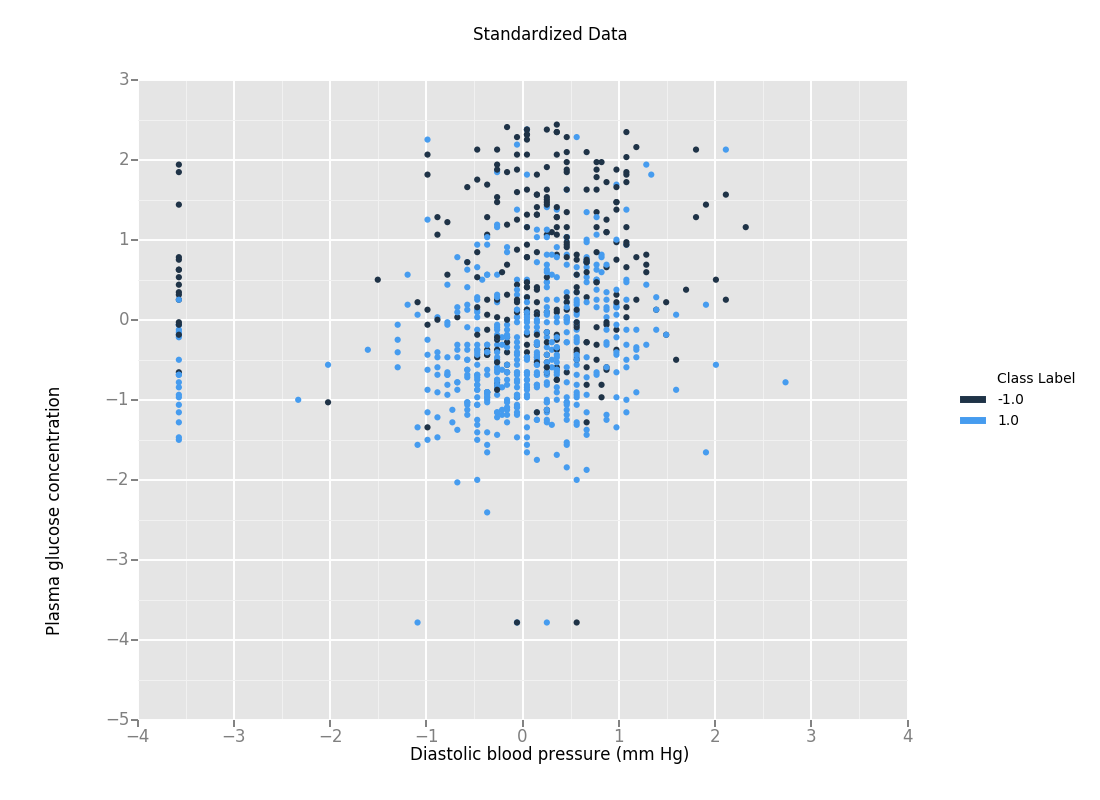 Standardized Data
3
2
1
0
−1
−2
−3
−4
−5
Plasma glucose concentration
−4 −3 −2 −1 0 1 2 3 4
Diastolic blood pressure (mm Hg)
Class Label
-1.0
1.0